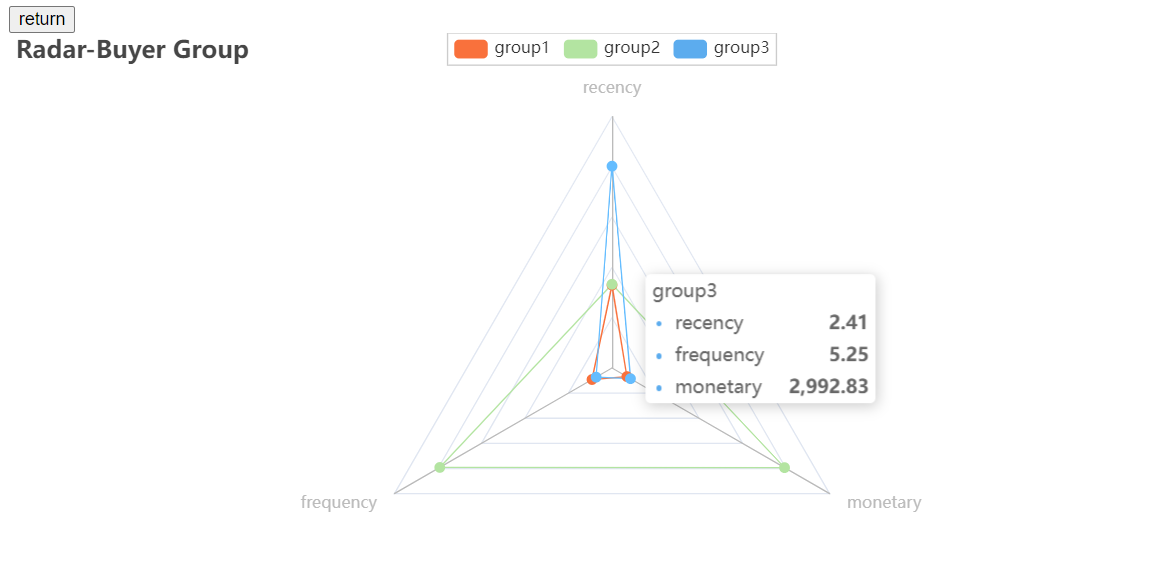 return
Radar-Buyer Group
group1 group2 group3
recency
group3
recency 2.41
frequency 5.25
monetary 2,992.83
frequency
monetary